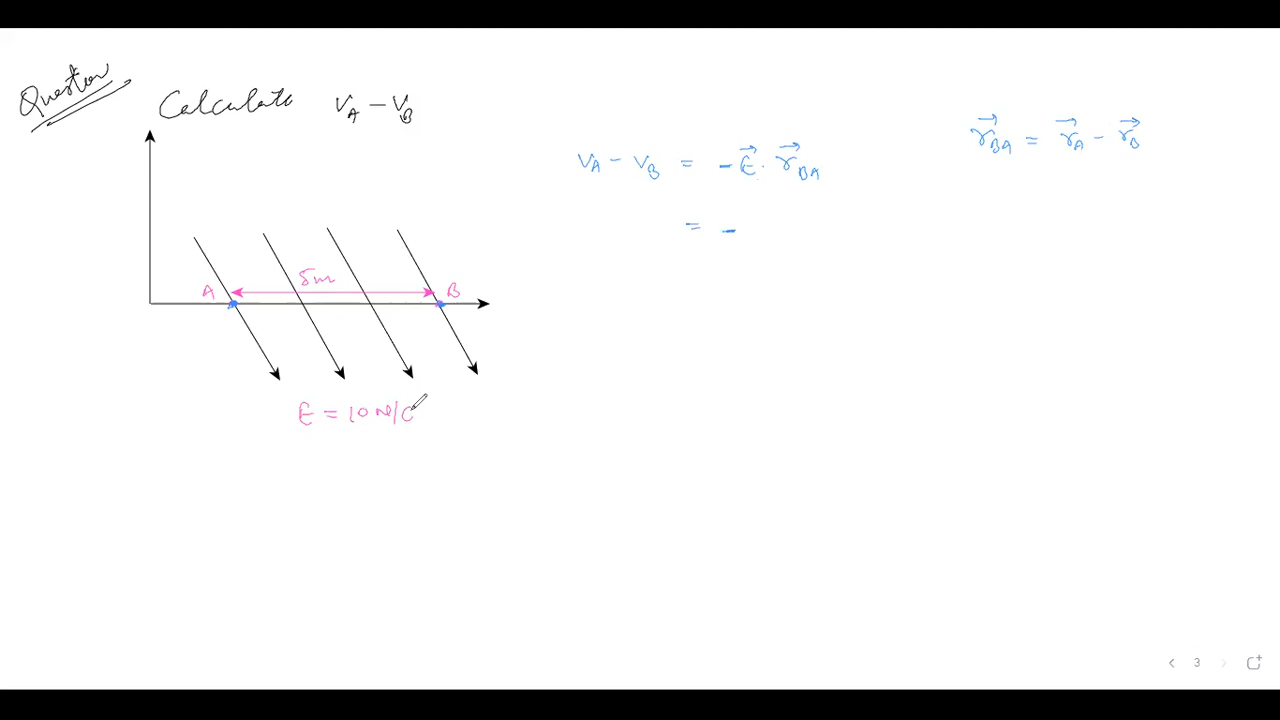 Question
Calculate V_A - V_B
V_A - V_B = -E⃗ · r⃗_BA
= -
r⃗_BA = r⃗_A - r⃗_B
A 5m B
E = 10 N/C
3